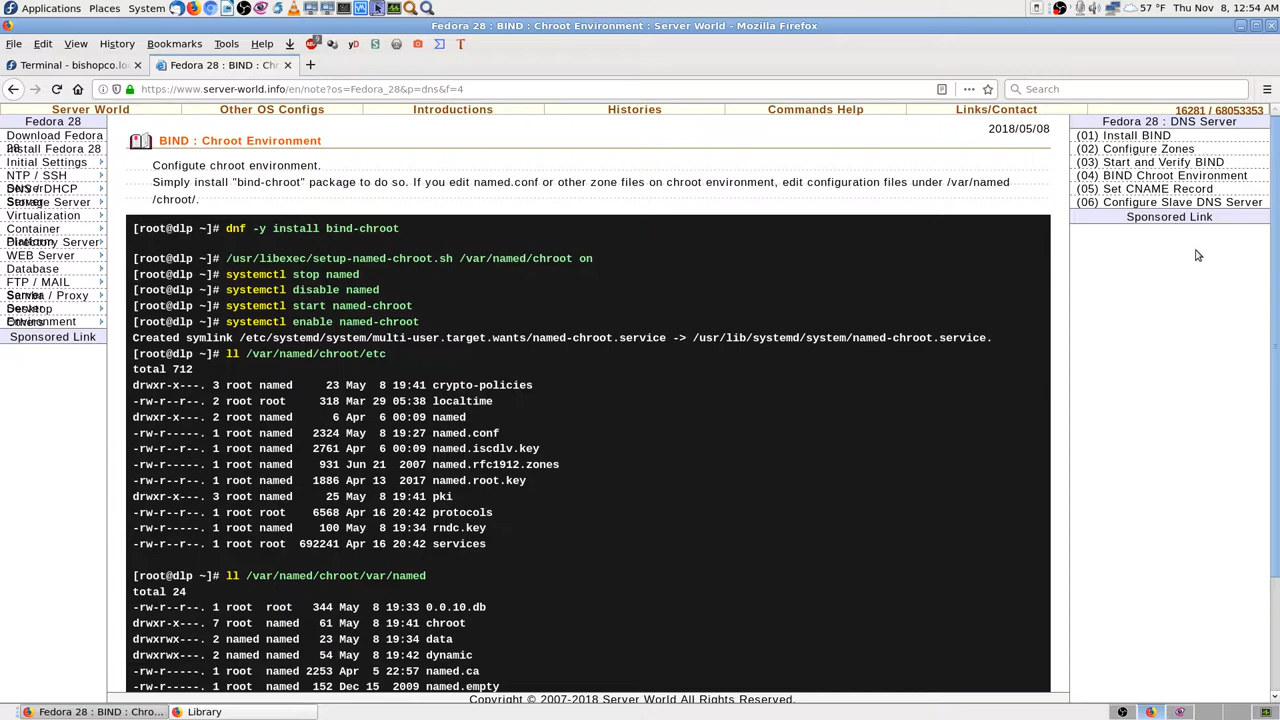 Applications Places System 57 °F Thu Nov 8, 12:54 AM
Fedora 28 : BIND : Chroot Environment : Server World - Mozilla Firefox
File Edit View History Bookmarks Tools Help
Terminal - bishopco.lo
Fedora 28 : BIND : Chr
https://www.server-world.info/en/note?os=Fedora_28&p=dns&f=4
Search
Server World Other OS Configs Introductions Histories Commands Help Links/Contact 16281 / 68053353
Fedora 28
Download Fedora 28
Install Fedora 28
Initial Settings
NTP / SSH Server
DNS / DHCP
Storage Server
Virtualization
Container Platform
Directory Server
WEB Server
Database
FTP / MAIL Server
Samba / Proxy Server
Desktop Environment
Others
Sponsored Link
2018/05/08
BIND : Chroot Environment
Configute chroot environment.
Simply install "bind-chroot" package to do so. If you edit named.conf or other zone files on chroot environment, edit configuration files under /var/named
/chroot/.
[root@dlp ~]# dnf -y install bind-chroot
[root@dlp ~]# /usr/libexec/setup-named-chroot.sh /var/named/chroot on
[root@dlp ~]# systemctl stop named
[root@dlp ~]# systemctl disable named
[root@dlp ~]# systemctl start named-chroot
[root@dlp ~]# systemctl enable named-chroot
Created symlink /etc/systemd/system/multi-user.target.wants/named-chroot.service -> /usr/lib/systemd/system/named-chroot.service.
[root@dlp ~]# ll /var/named/chroot/etc
total 712
drwxr-x---. 3 root named 23 May 8 19:41 crypto-policies
-rw-r--r--. 2 root root 318 Mar 29 05:38 localtime
drwxr-x---. 2 root named 6 Apr 6 00:09 named
-rw-r-----. 1 root named 2324 May 8 19:27 named.conf
-rw-r--r--. 1 root named 2761 Apr 6 00:09 named.iscdlv.key
-rw-r-----. 1 root named 931 Jun 21 2007 named.rfc1912.zones
-rw-r--r--. 1 root named 1886 Apr 13 2017 named.root.key
drwxr-x---. 3 root named 25 May 8 19:41 pki
-rw-r--r--. 1 root root 6568 Apr 16 20:42 protocols
-rw-r-----. 1 root named 100 May 8 19:34 rndc.key
-rw-r--r--. 1 root root 692241 Apr 16 20:42 services
[root@dlp ~]# ll /var/named/chroot/var/named
total 24
-rw-r--r--. 1 root root 344 May 8 19:33 0.0.10.db
drwxr-x---. 7 root named 61 May 8 19:41 chroot
drwxrwx---. 2 named named 23 May 8 19:34 data
drwxrwx---. 2 named named 54 May 8 19:42 dynamic
-rw-r-----. 1 root named 2253 Apr 5 22:57 named.ca
-rw-r-----. 1 root named 152 Dec 15 2009 named.empty
Fedora 28 : DNS Server
(01) Install BIND
(02) Configure Zones
(03) Start and Verify BIND
(04) BIND Chroot Environment
(05) Set CNAME Record
(06) Configure Slave DNS Server
Sponsored Link
Copyright © 2007-2018 Server World All Rights Reserved.
Fedora 28 : BIND : Chro...
Library